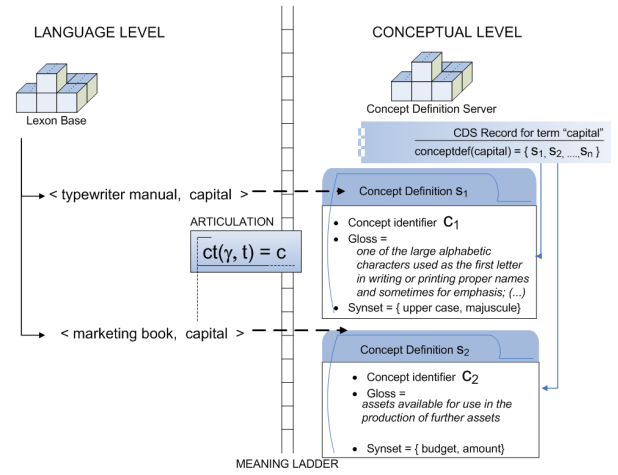 LANGUAGE LEVEL
CONCEPTUAL LEVEL
Lexon Base
Concept Definition Server
CDS Record for term “capital”
conceptdef(capital) = { S1, S2, ...., Sn }
< typewriter manual, capital >
Concept Definition S1
• Concept identifier C1
• Gloss =
one of the large alphabetic
characters used as the first letter
in writing or printing proper names
and sometimes for emphasis; (...)
• Synset = { upper case, majuscule}
ARTICULATION
ct(γ, t) = c
< marketing book, capital >
Concept Definition S2
• Concept identifier C2
• Gloss =
assets available for use in the
production of further assets
• Synset = { budget, amount}
MEANING LADDER